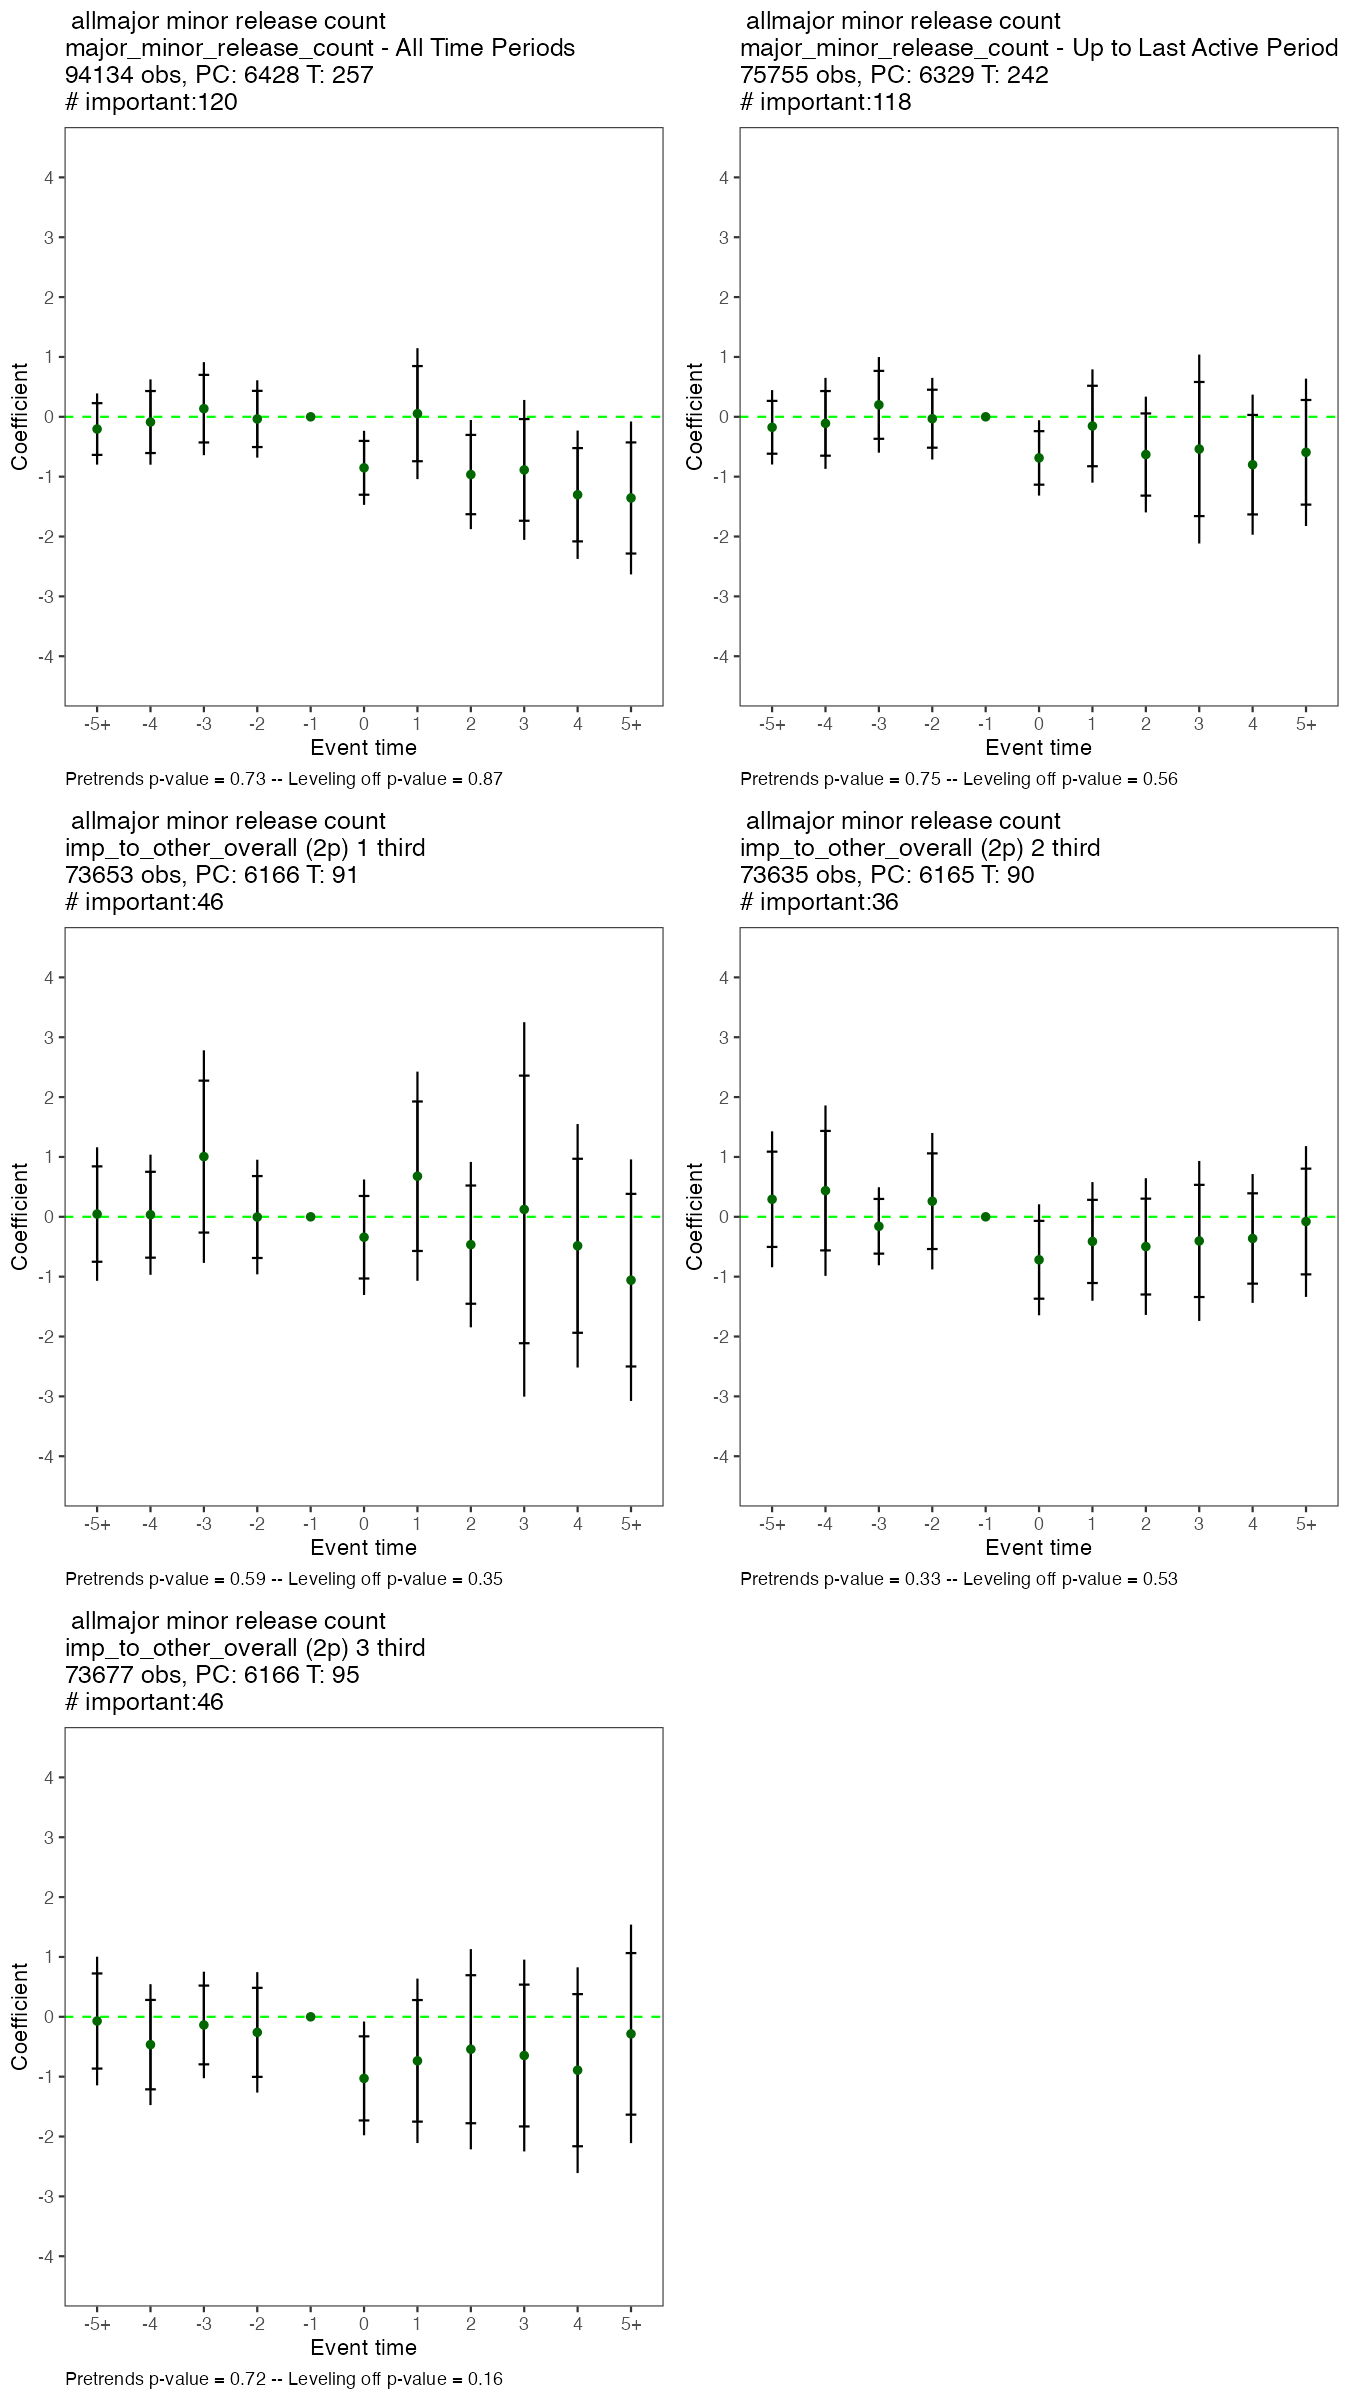 allmajor minor release count
major_minor_release_count - All Time Periods
94134 obs, PC: 6428 T: 257
# important:120
4
3
2
1
0
-1
-2
-3
-4
Coefficient
-5+ -4 -3 -2 -1 0 1 2 3 4 5+
Event time
Pretrends p-value = 0.73 -- Leveling off p-value = 0.87
allmajor minor release count
major_minor_release_count - Up to Last Active Period
75755 obs, PC: 6329 T: 242
# important:118
4
3
2
1
0
-1
-2
-3
-4
Coefficient
-5+ -4 -3 -2 -1 0 1 2 3 4 5+
Event time
Pretrends p-value = 0.75 -- Leveling off p-value = 0.56
allmajor minor release count
imp_to_other_overall (2p) 1 third
73653 obs, PC: 6166 T: 91
# important:46
4
3
2
1
0
-1
-2
-3
-4
Coefficient
-5+ -4 -3 -2 -1 0 1 2 3 4 5+
Event time
Pretrends p-value = 0.59 -- Leveling off p-value = 0.35
allmajor minor release count
imp_to_other_overall (2p) 2 third
73635 obs, PC: 6165 T: 90
# important:36
4
3
2
1
0
-1
-2
-3
-4
Coefficient
-5+ -4 -3 -2 -1 0 1 2 3 4 5+
Event time
Pretrends p-value = 0.33 -- Leveling off p-value = 0.53
allmajor minor release count
imp_to_other_overall (2p) 3 third
73677 obs, PC: 6166 T: 95
# important:46
4
3
2
1
0
-1
-2
-3
-4
Coefficient
-5+ -4 -3 -2 -1 0 1 2 3 4 5+
Event time
Pretrends p-value = 0.72 -- Leveling off p-value = 0.16